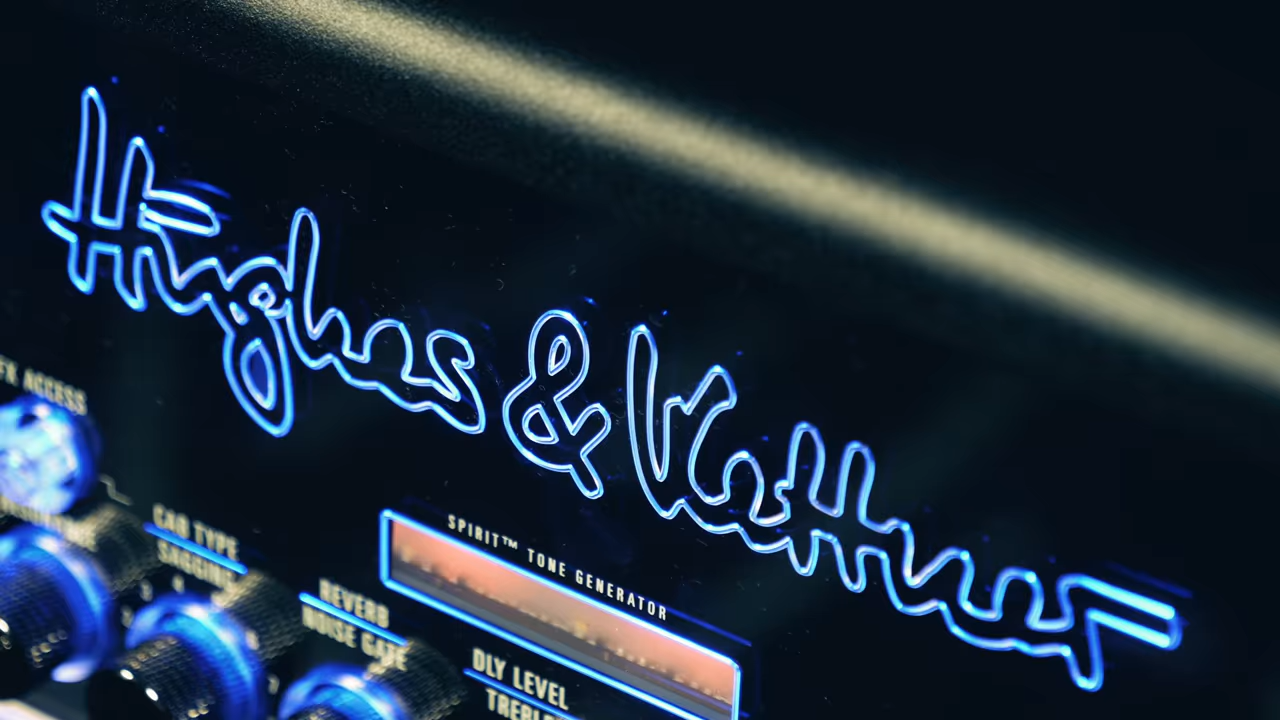 Hughes & Kettner
FX ACCESS
SPIRIT™ TONE GENERATOR
CAB TYPE
SAGGING
REVERB
NOISE GATE
DLY LEVEL